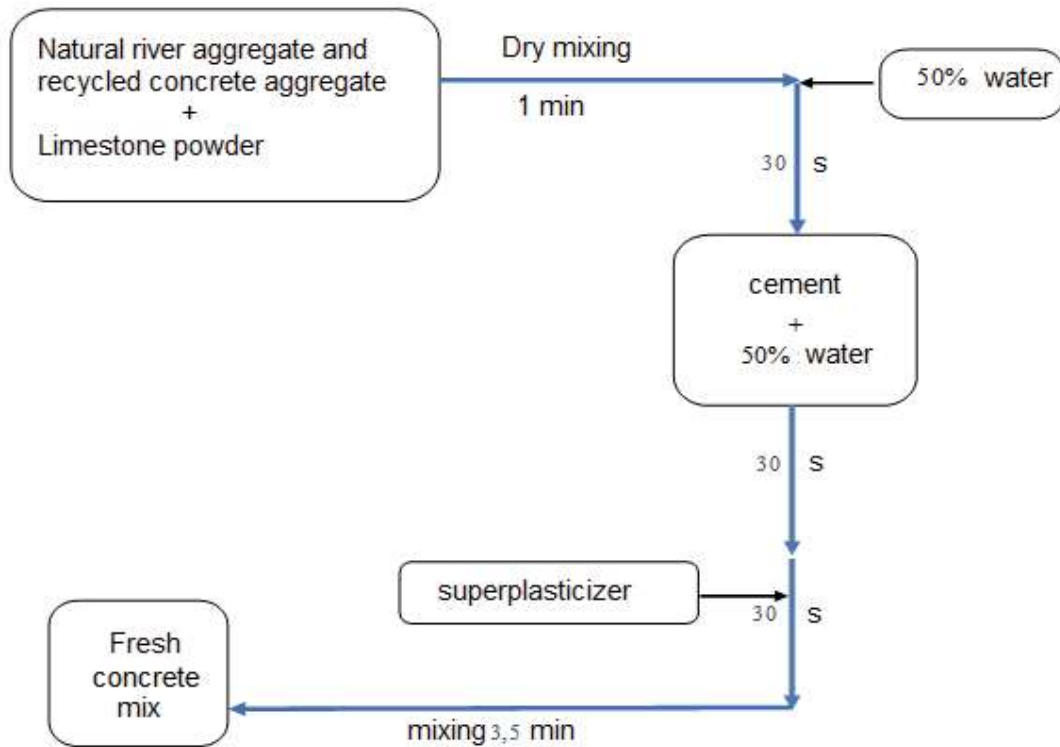 Natural river aggregate and
recycled concrete aggregate
+
Limestone powder
Dry mixing
1 min
50% water
30 s
cement
+
50% water
30 s
superplasticizer
30 s
Fresh
concrete
mix
mixing 3,5 min